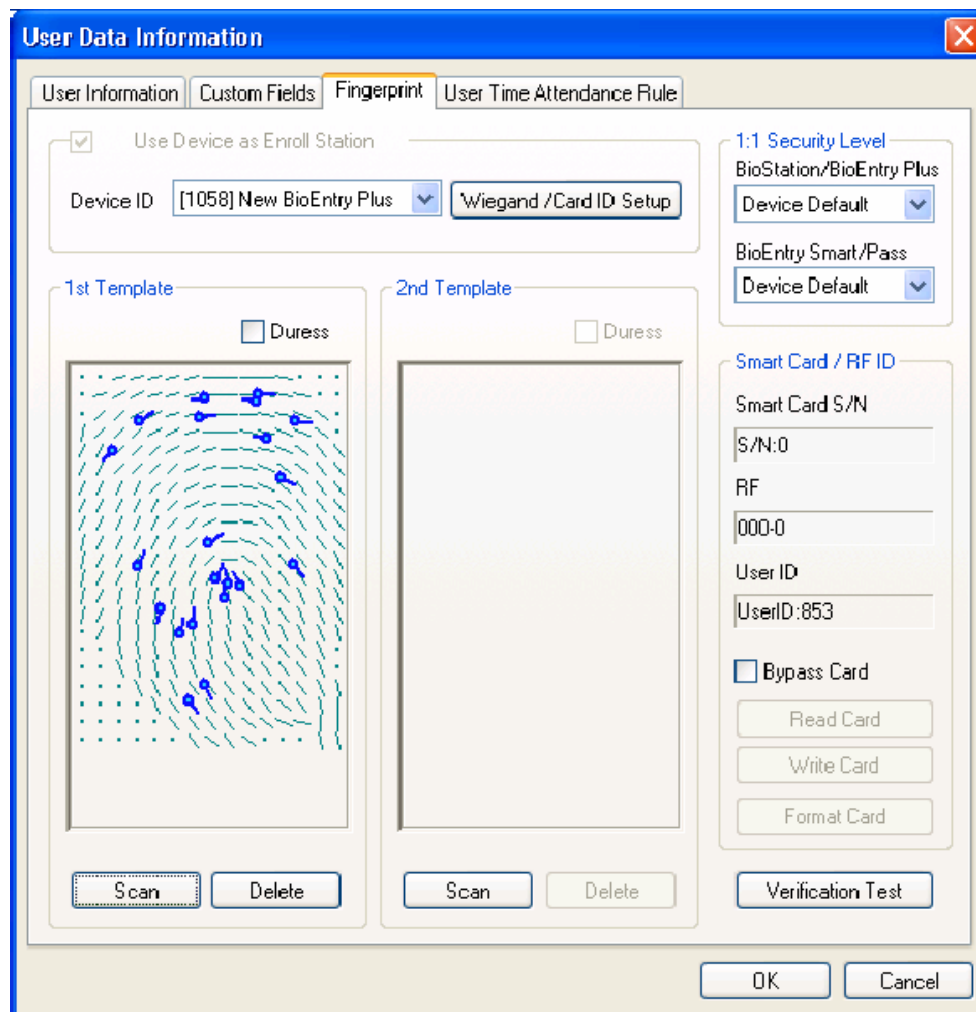 User Data Information
User Information
Custom Fields
Fingerprint
User Time Attendance Rule
Use Device as Enroll Station
Device ID
[1058] New BioEntry Plus
Wiegand /Card ID Setup
1:1 Security Level
BioStation/BioEntry Plus
Device Default
BioEntry Smart/Pass
Device Default
1st Template
Duress
Scan
Delete
2nd Template
Duress
Scan
Delete
Smart Card / RF ID
Smart Card S/N
S/N:0
RF
000-0
User ID
UserID:853
Bypass Card
Read Card
Write Card
Format Card
Verification Test
OK
Cancel